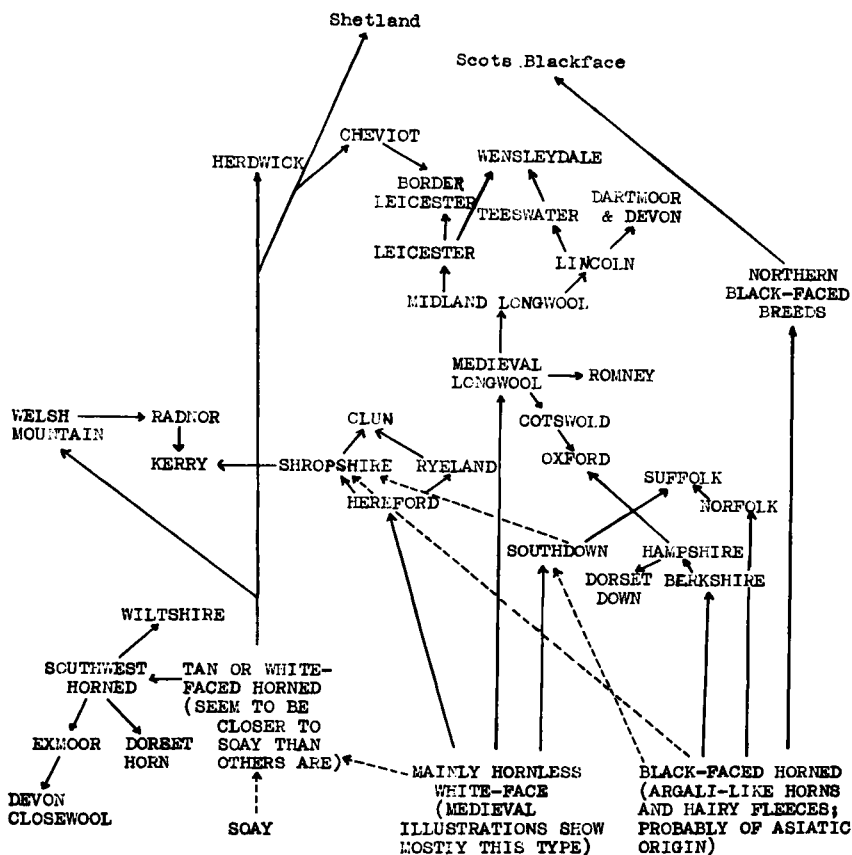 Shetland
Scots Blackface
CHEVIOT
HERDWICK
WENSLEYDALE
BORDER
LEICESTER
DARTMOOR
& DEVON
TEESWATER
LEICESTER
LINCOLN
NORTHERN
BLACK-FACED
BREEDS
MIDLAND LONGWOOL
MEDIEVAL
LONGWOOL
ROMNEY
WELSH
MOUNTAIN
RADNOR
CLUN
COTSWOLD
KERRY
SHROPSHIRE
RYELAND
OXFORD
SUFFOLK
HEREFORD
NORFOLK
SOUTHDOWN
HAMPSHIRE
DORSET
DOWN
BERKSHIRE
WILTSHIRE
SOUTHWEST
HORNED
TAN OR WHITE-
FACED HORNED
(SEEM TO BE
CLOSER TO
SOAY THAN
OTHERS ARE)
EXMOOR
DORSET
HORN
DEVON
CLOSEWOOL
SOAY
MAINLY HORNLESS
WHITE-FACE
(MEDIEVAL
ILLUSTRATIONS SHOW
MOSTLY THIS TYPE)
BLACK-FACED HORNED
(ARGALI-LIKE HORNS
AND HAIRY FLEECES;
PROBABLY OF ASIATIC
ORIGIN)